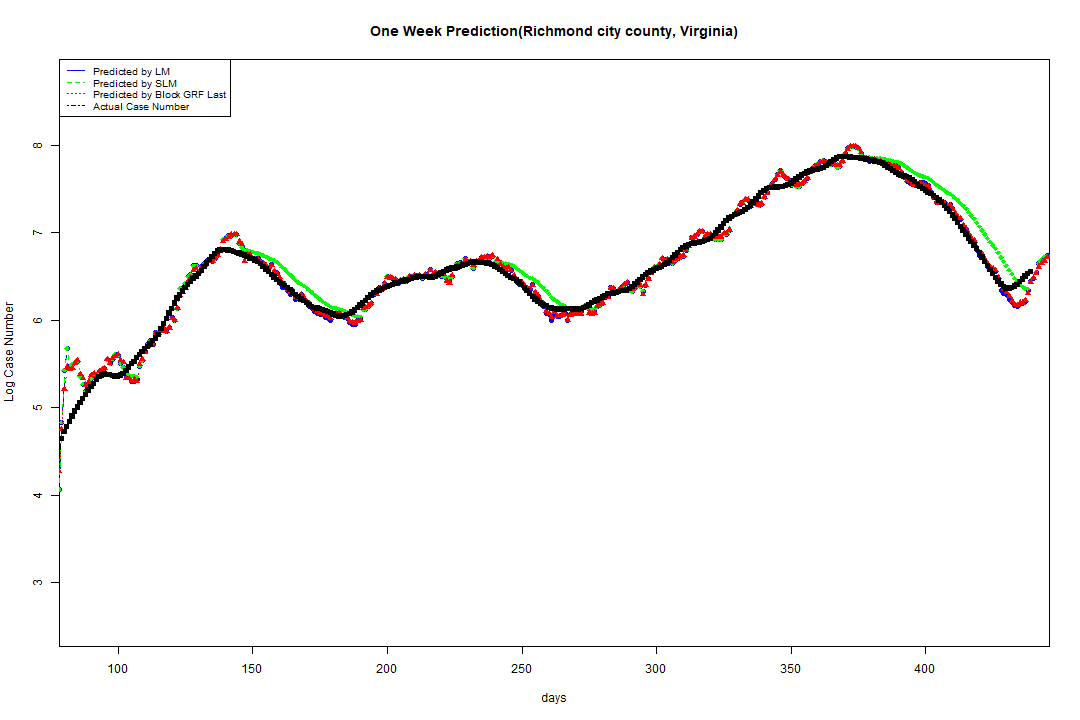 One Week Prediction(Richmond city county, Virginia)
Predicted by LM
Predicted by SLM
Predicted by Block GRF Last
Actual Case Number
8
7
6
5
4
3
Log Case Number
100 150 200 250 300 350 400
days